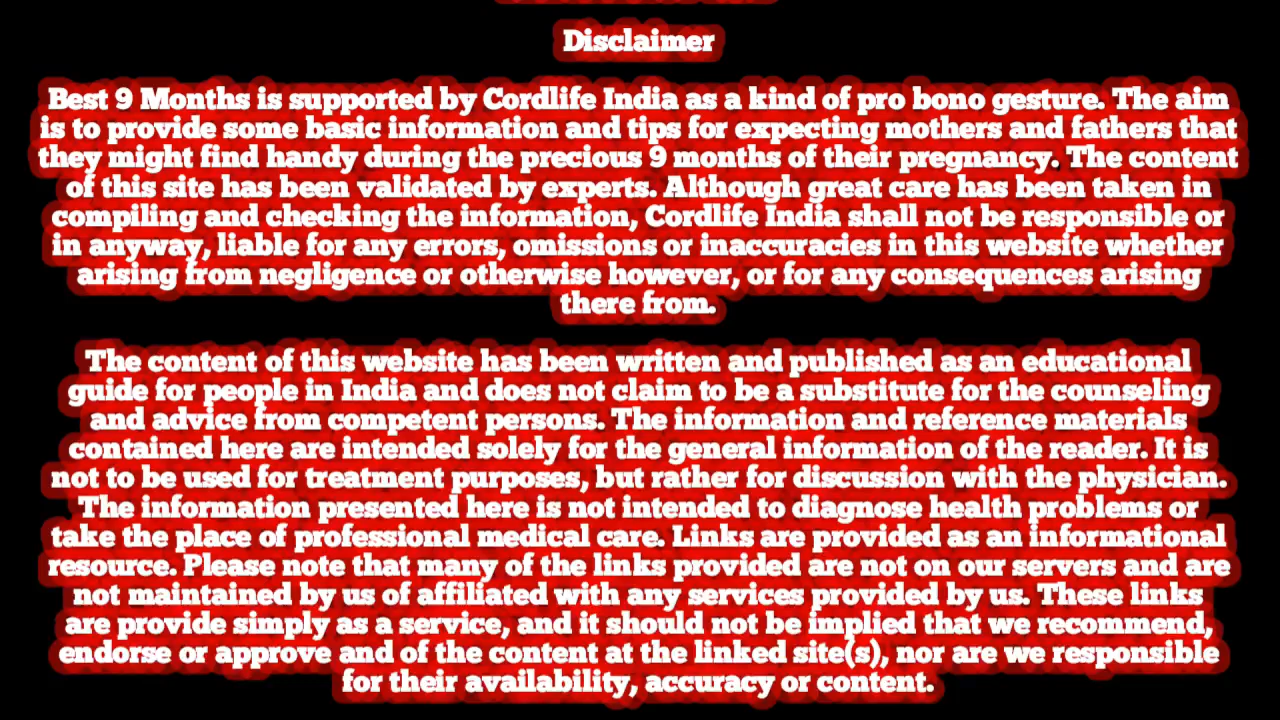 Disclaimer
Best 9 Months is supported by Cordlife India as a kind of pro bono gesture. The aim
is to provide some basic information and tips for expecting mothers and fathers that
they might find handy during the precious 9 months of their pregnancy. The content
of this site has been validated by experts. Although great care has been taken in
compiling and checking the information, Cordlife India shall not be responsible or
in anyway, liable for any errors, omissions or inaccuracies in this website whether
arising from negligence or otherwise however, or for any consequences arising
there from.
The content of this website has been written and published as an educational
guide for people in India and does not claim to be a substitute for the counseling
and advice from competent persons. The information and reference materials
contained here are intended solely for the general information of the reader. It is
not to be used for treatment purposes, but rather for discussion with the physician.
The information presented here is not intended to diagnose health problems or
take the place of professional medical care. Links are provided as an informational
resource. Please note that many of the links provided are not on our servers and are
not maintained by us of affiliated with any services provided by us. These links
are provide simply as a service, and it should not be implied that we recommend,
endorse or approve and of the content at the linked site(s), nor are we responsible
for their availability, accuracy or content.